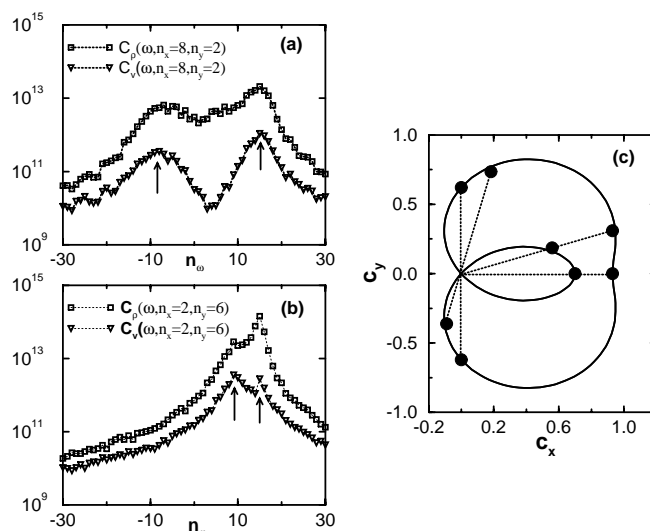 10^15
(a)
C_ρ(ω,n_x=8,n_y=2)
C_v(ω,n_x=8,n_y=2)
10^13
10^11
10^9
-30 -10 10 30
n_ω
10^15
(b)
C_ρ(ω,n_x=2,n_y=6)
C_v(ω,n_x=2,n_y=6)
10^13
10^11
10^9
-30 -10 10 30
1.0
(c)
0.5
c_y
0.0
-0.5
-1.0
-0.2 0.2 0.6 1.0
c_x